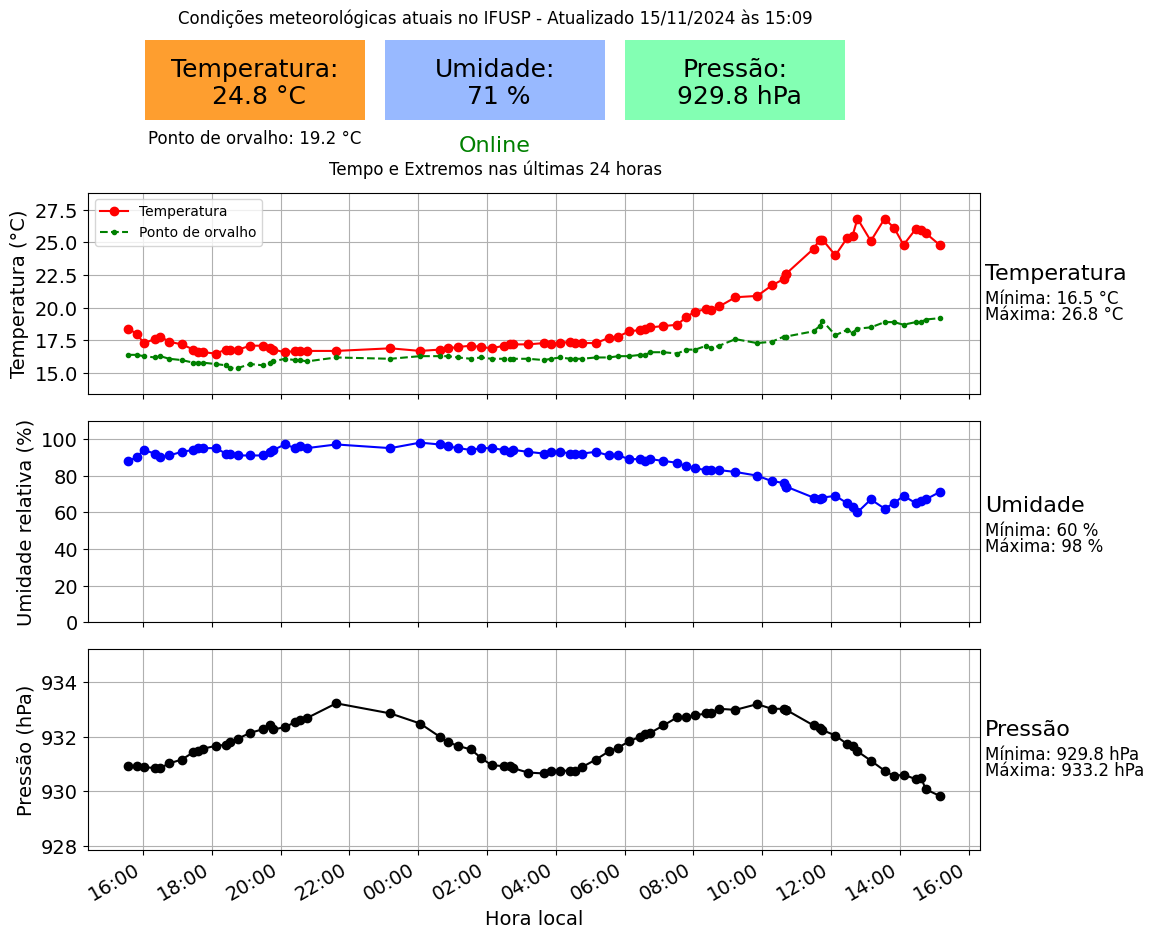 Condições meteorológicas atuais no IFUSP - Atualizado 15/11/2024 às 15:09
Temperatura:
24.8 °C
Umidade:
71 %
Pressão:
929.8 hPa
Ponto de orvalho: 19.2 °C
Online
Tempo e Extremos nas últimas 24 horas
Temperatura (°C)
27.5
25.0
22.5
20.0
17.5
15.0
Temperatura
Ponto de orvalho
Temperatura
Mínima: 16.5 °C
Máxima: 26.8 °C
Umidade relativa (%)
100
80
60
40
20
0
Umidade
Mínima: 60 %
Máxima: 98 %
Pressão (hPa)
934
932
930
928
Pressão
Mínima: 929.8 hPa
Máxima: 933.2 hPa
16:00
18:00
20:00
22:00
00:00
02:00
04:00
06:00
08:00
10:00
12:00
14:00
16:00
Hora local